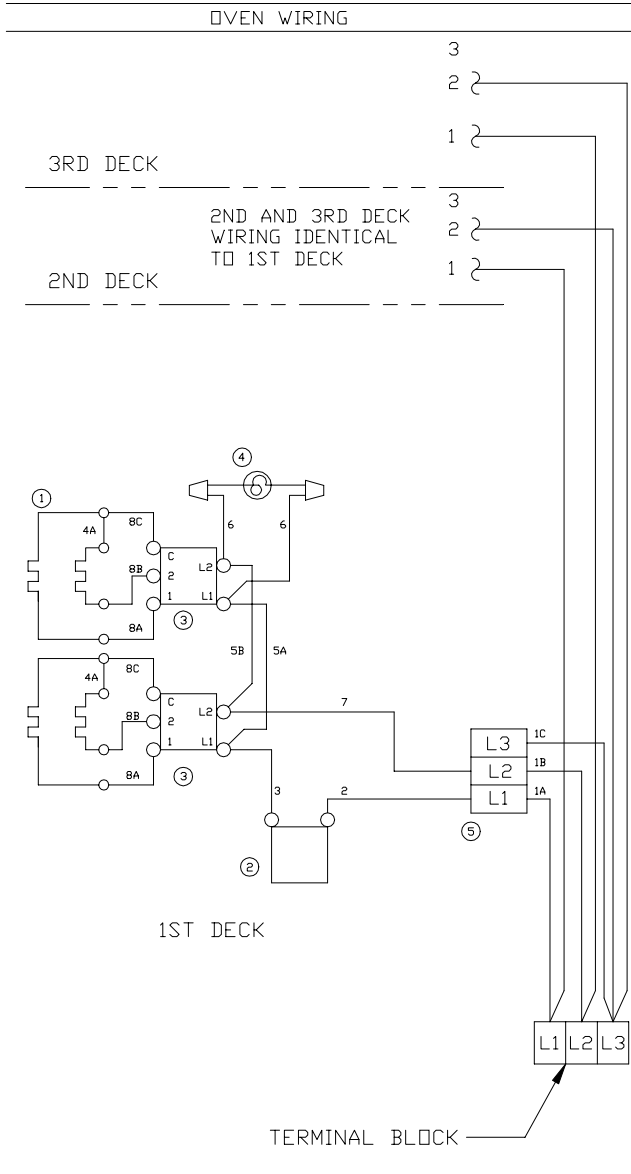 OVEN WIRING
3
2
1
3RD DECK
3
2
1
2ND AND 3RD DECK
WIRING IDENTICAL
TO 1ST DECK
2ND DECK
4
1
6
6
4A
8C
8B
8A
C
2
1
L2
L1
3
5B
5A
4A
8C
8B
8A
C
2
1
L2
L1
3
7
L3
1C
L2
1B
L1
1A
5
3
2
2
1ST DECK
L1 L2 L3
TERMINAL BLOCK